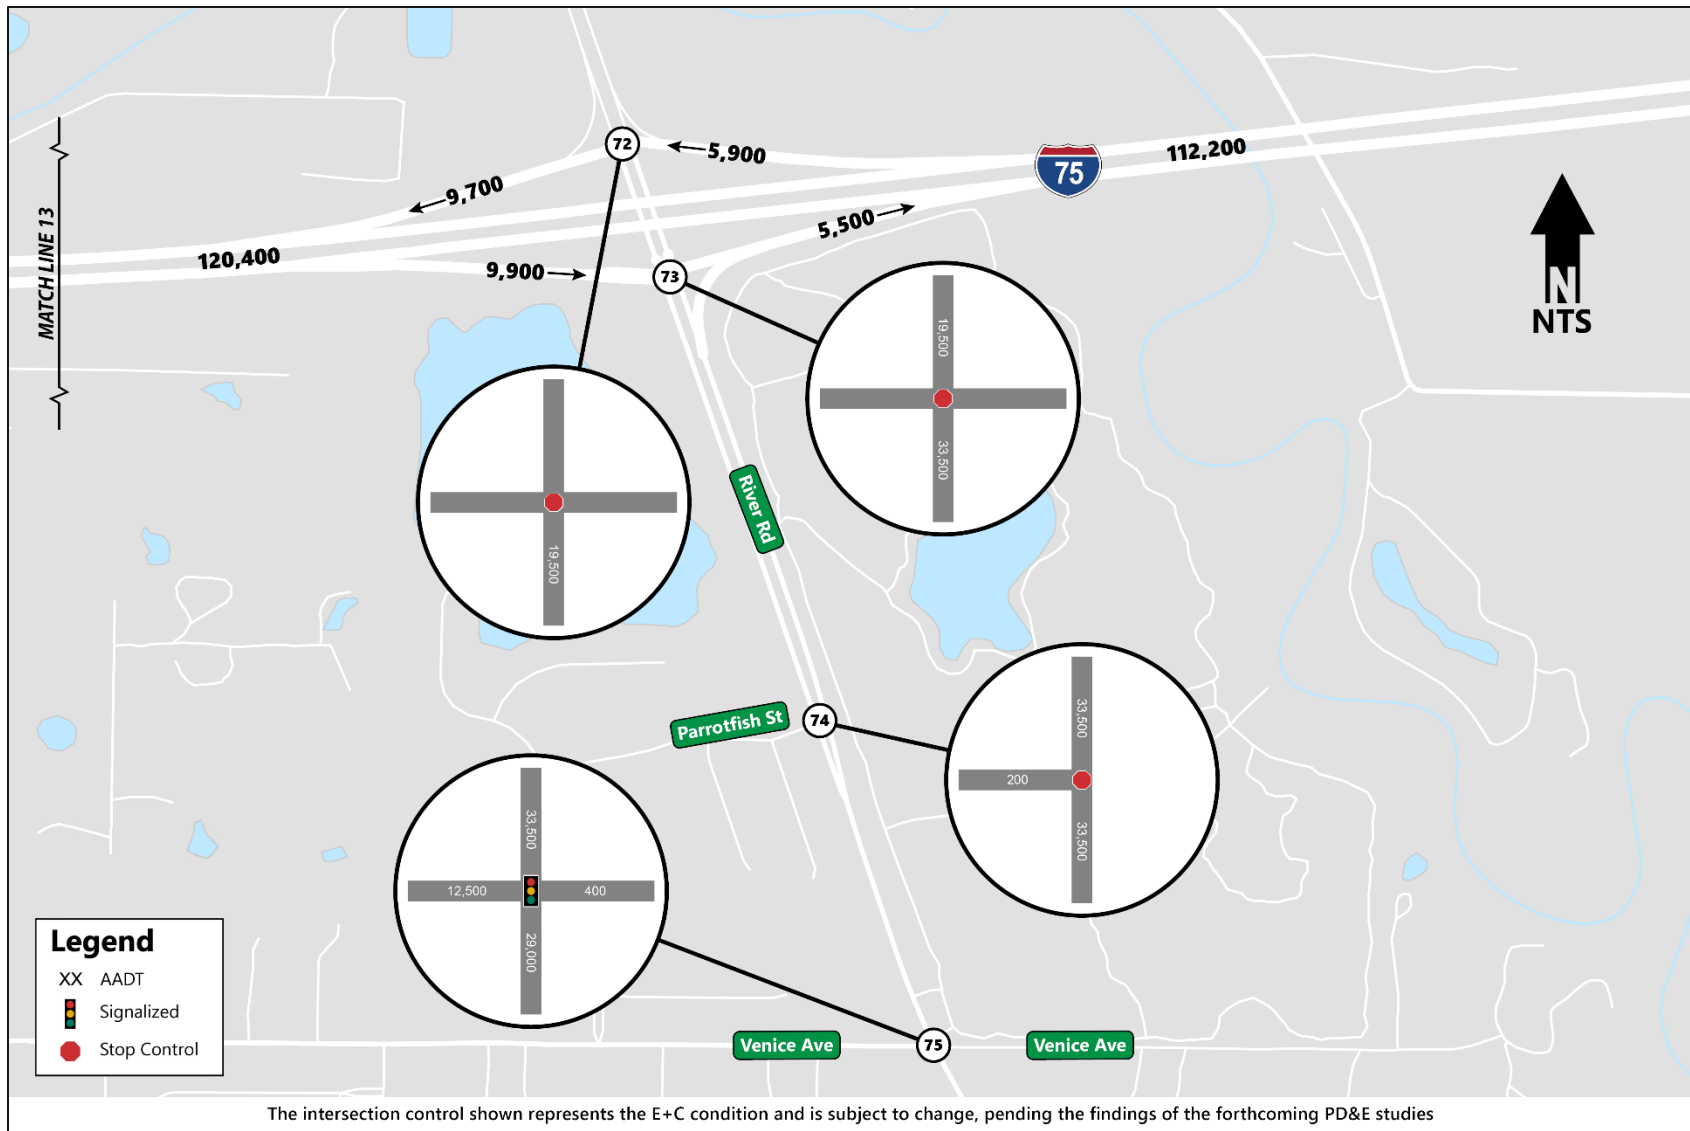 72
5,900
75
112,200
9,700
5,500
MATCH LINE 13
120,400
9,900
73
N
NTS
19,500
33,500
River Rd
19,500
Parrotfish St
74
33,500
200
33,500
33,500
12,500
400
29,000
Legend
XX AADT
Signalized
Stop Control
Venice Ave
75
Venice Ave
The intersection control shown represents the E+C condition and is subject to change, pending the findings of the forthcoming PD&E studies